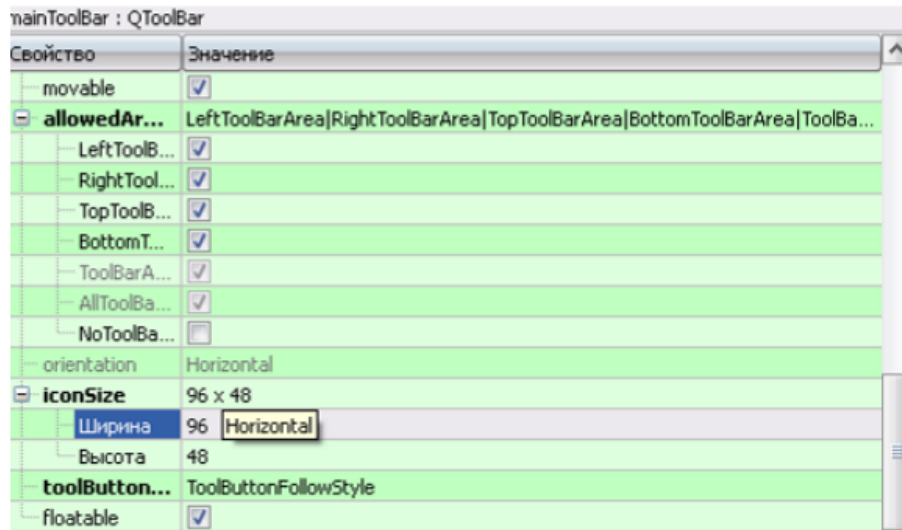 mainToolBar : QToolBar
Свойство Значение
movable
allowedAr... LeftToolBarArea|RightToolBarArea|TopToolBarArea|BottomToolBarArea|ToolBa...
LeftToolB...
RightTool...
TopToolB...
BottomT...
ToolBarA...
AllToolBa...
NoToolBa...
orientation Horizontal
iconSize 96 x 48
Ширина 96 Horizontal
Высота 48
toolButton... ToolButtonFollowStyle
floatable